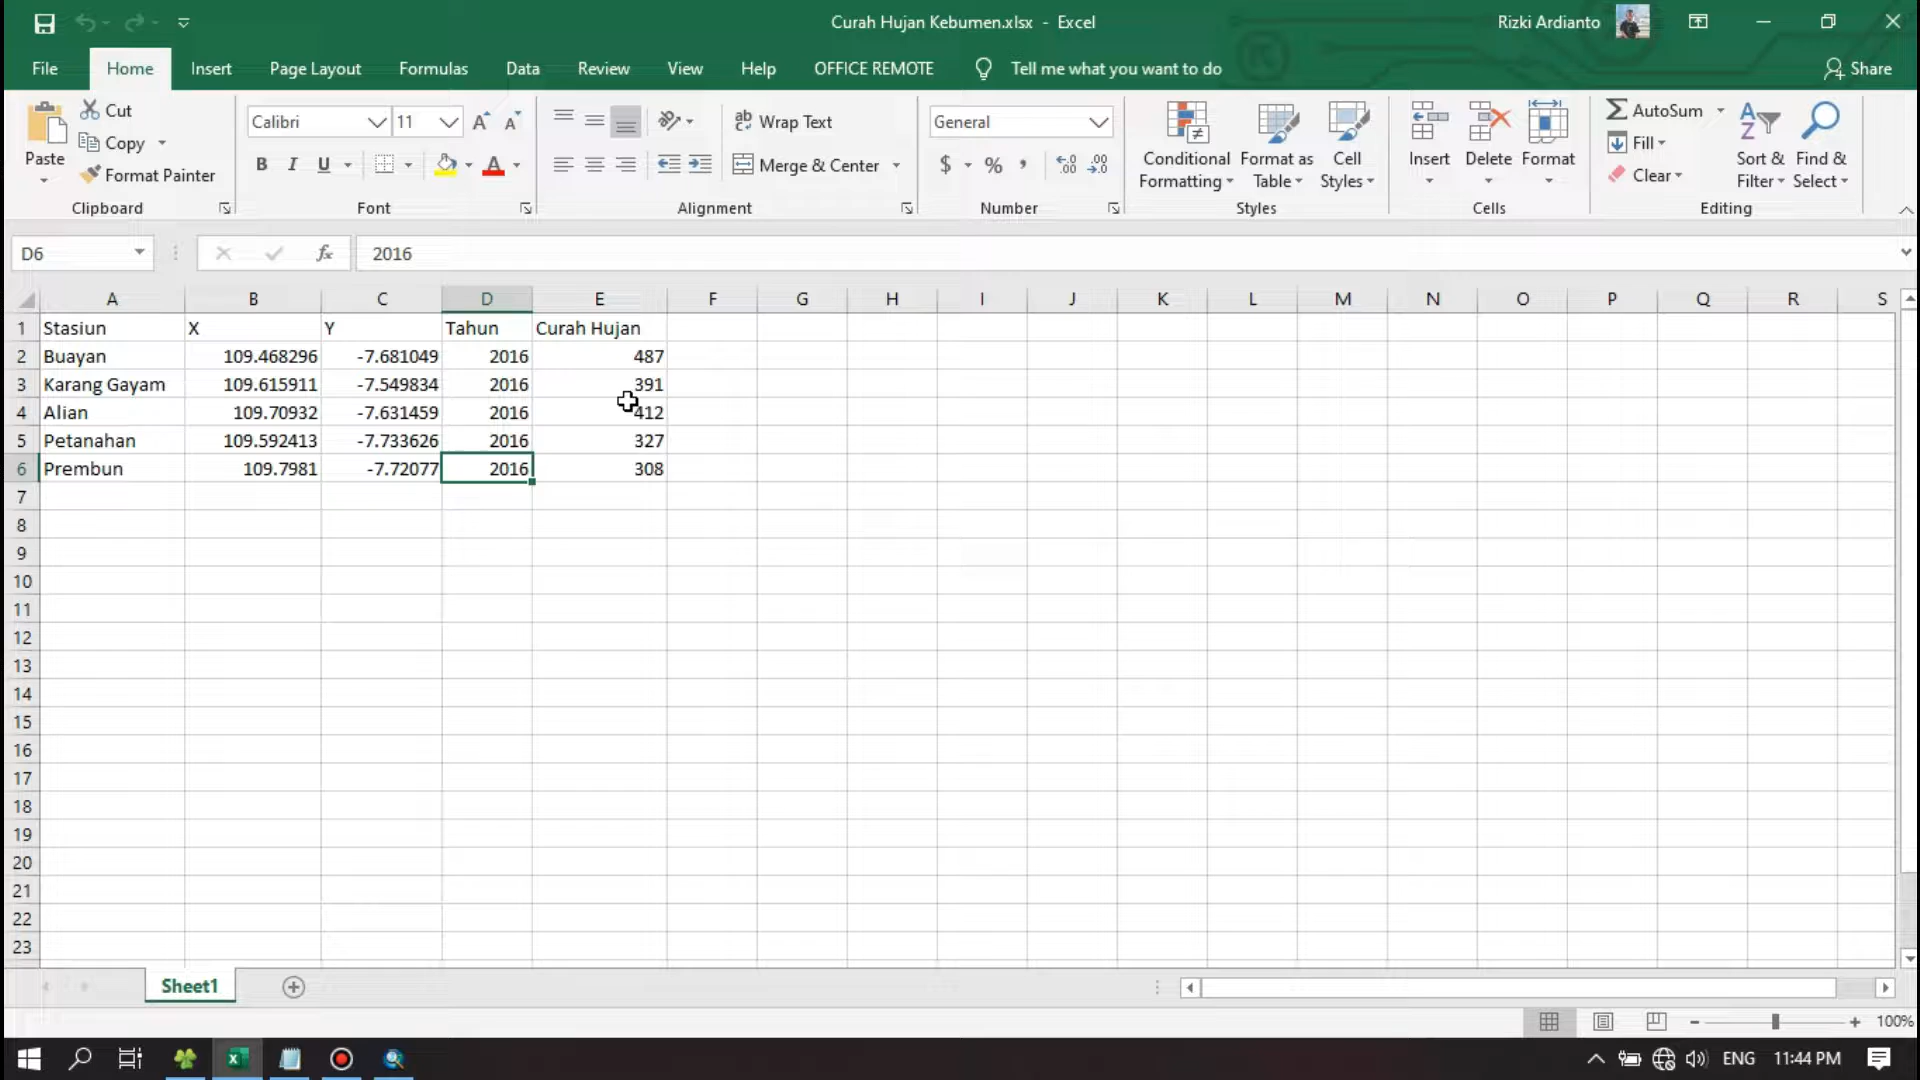 Curah Hujan Kebumen.xlsx - Excel
Rizki Ardianto
File Home Insert Page Layout Formulas Data Review View Help OFFICE REMOTE Tell me what you want to do Share
Paste
Cut
Copy
Format Painter
Clipboard
Calibri 11
B I U
Font
Wrap Text
Merge & Center
Alignment
General
$ % ,
Number
Conditional Formatting
Format as Table
Cell Styles
Styles
Insert Delete Format
Cells
AutoSum
Fill
Clear
Sort & Filter
Find & Select
Editing
D6 fx 2016
A B C D E F G H I J K L M N O P Q R S
1 Stasiun X Y Tahun Curah Hujan
2 Buayan 109.468296 -7.681049 2016 487
3 Karang Gayam 109.615911 -7.549834 2016 391
4 Alian 109.70932 -7.631459 2016 412
5 Petanahan 109.592413 -7.733626 2016 327
6 Prembun 109.7981 -7.72077 2016 308
7
8
9
10
11
12
13
14
15
16
17
18
19
20
21
22
23
Sheet1
100%
ENG 11:44 PM